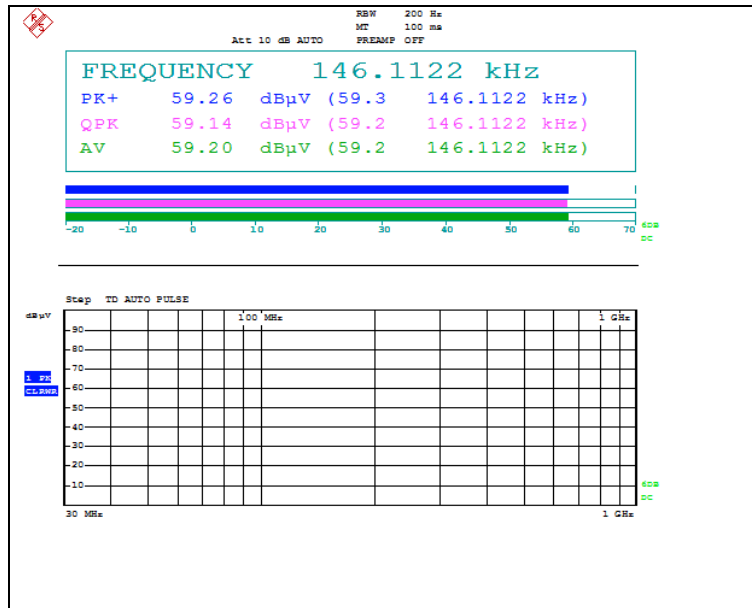 R S
RBW 200 Hz
MT 100 ms
Att 10 dB AUTO PREAMP OFF
FREQUENCY 146.1122 kHz
PK+ 59.26 dBµV (59.3 146.1122 kHz)
QPK 59.14 dBµV (59.2 146.1122 kHz)
AV 59.20 dBµV (59.2 146.1122 kHz)
-20 -10 0 10 20 30 40 50 60 70
6DB
DC
Step TD AUTO PULSE
dBµV
100 MHz 1 GHz
90
80
70
1 PK
CLRWR
60
50
40
30
20
10
6DB
DC
30 MHz 1 GHz